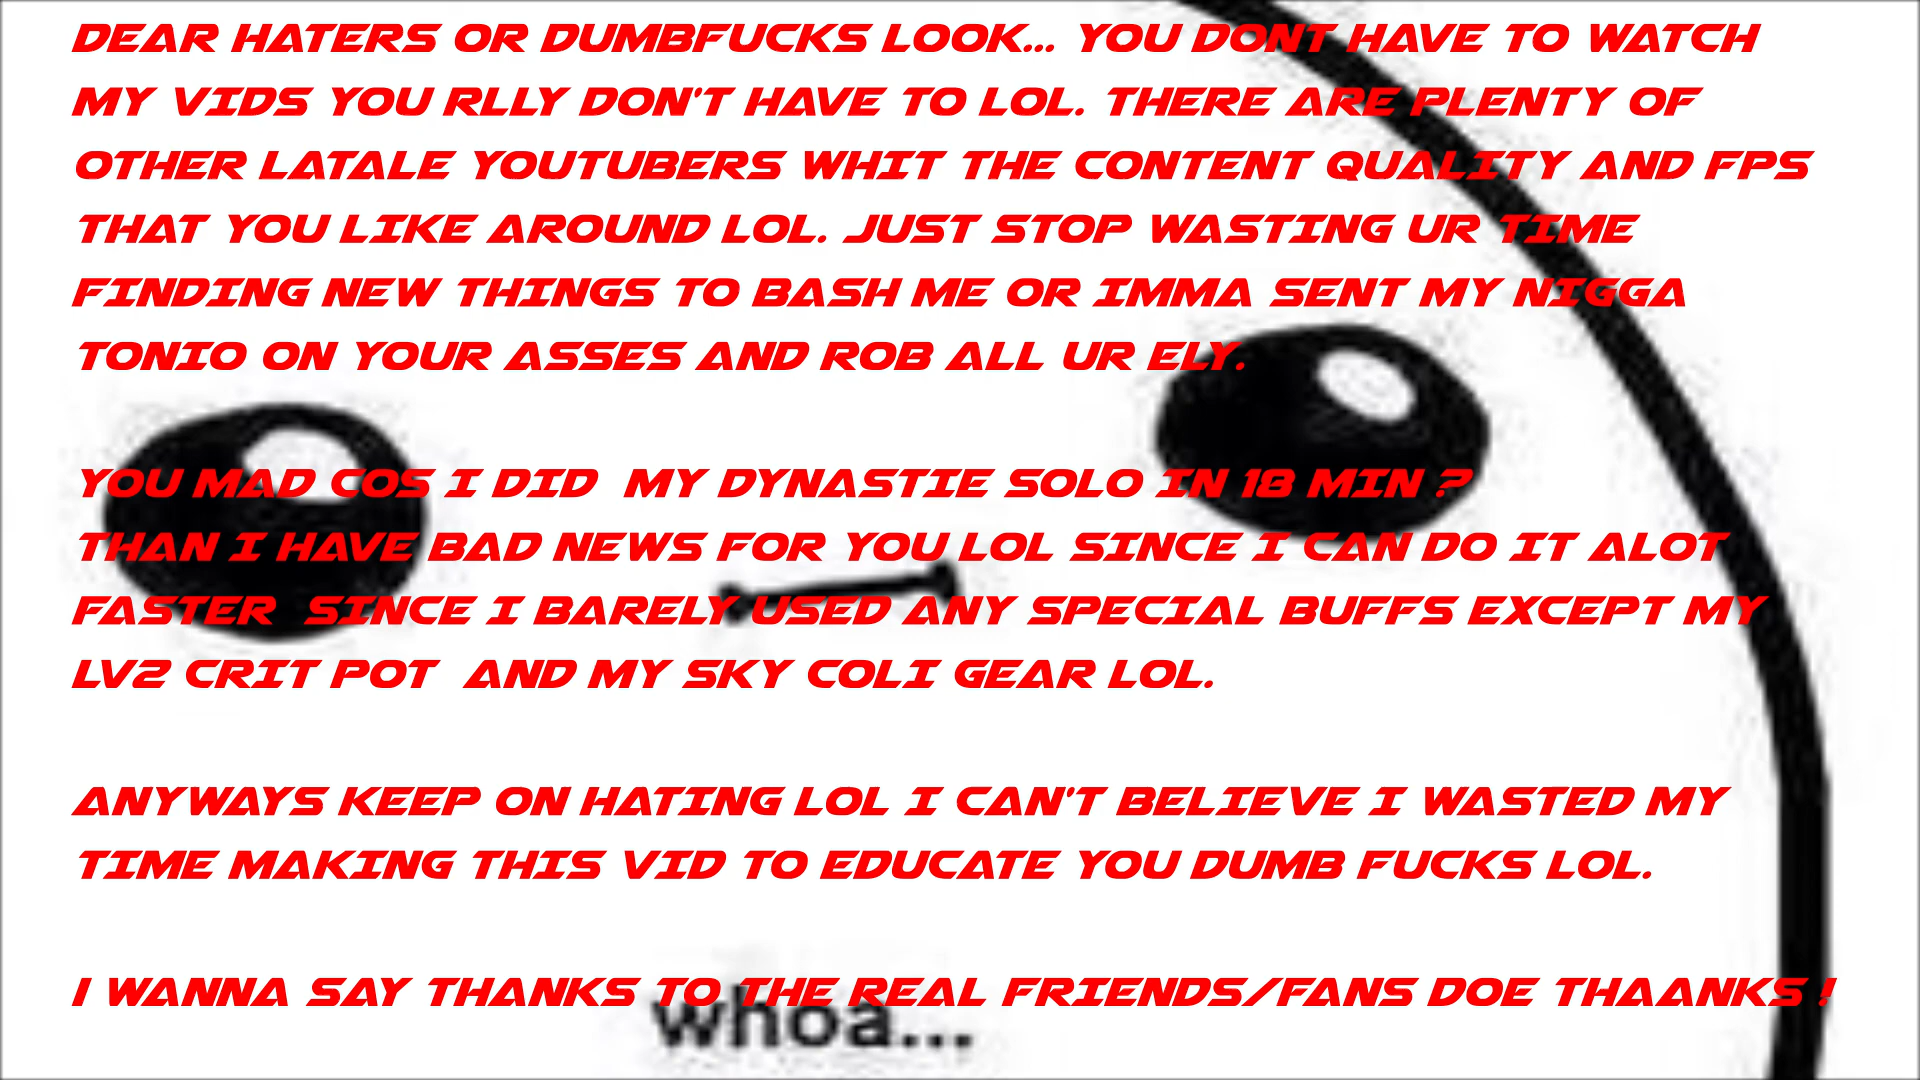 DEAR HATERS OR DUMBFUCKS LOOK... YOU DONT HAVE TO WATCH
MY VIDS YOU RLLY DON'T HAVE TO LOL. THERE ARE PLENTY OF
OTHER LATALE YOUTUBERS WHIT THE CONTENT QUALITY AND FPS
THAT YOU LIKE AROUND LOL. JUST STOP WASTING UR TIME
FINDING NEW THINGS TO BASH ME OR IMMA SENT MY NIGGA
TONIO ON YOUR ASSES AND ROB ALL UR ELY.
YOU MAD COS I DID MY DYNASTIE SOLO IN 18 MIN ?
THAN I HAVE BAD NEWS FOR YOU LOL SINCE I CAN DO IT ALOT
FASTER SINCE I BARELY USED ANY SPECIAL BUFFS EXCEPT MY
LV2 CRIT POT AND MY SKY COLI GEAR LOL.
ANYWAYS KEEP ON HATING LOL I CAN'T BELIEVE I WASTED MY
TIME MAKING THIS VID TO EDUCATE YOU DUMB FUCKS LOL.
I WANNA SAY THANKS TO THE REAL FRIENDS/FANS DOE THAANKS !
whoa...